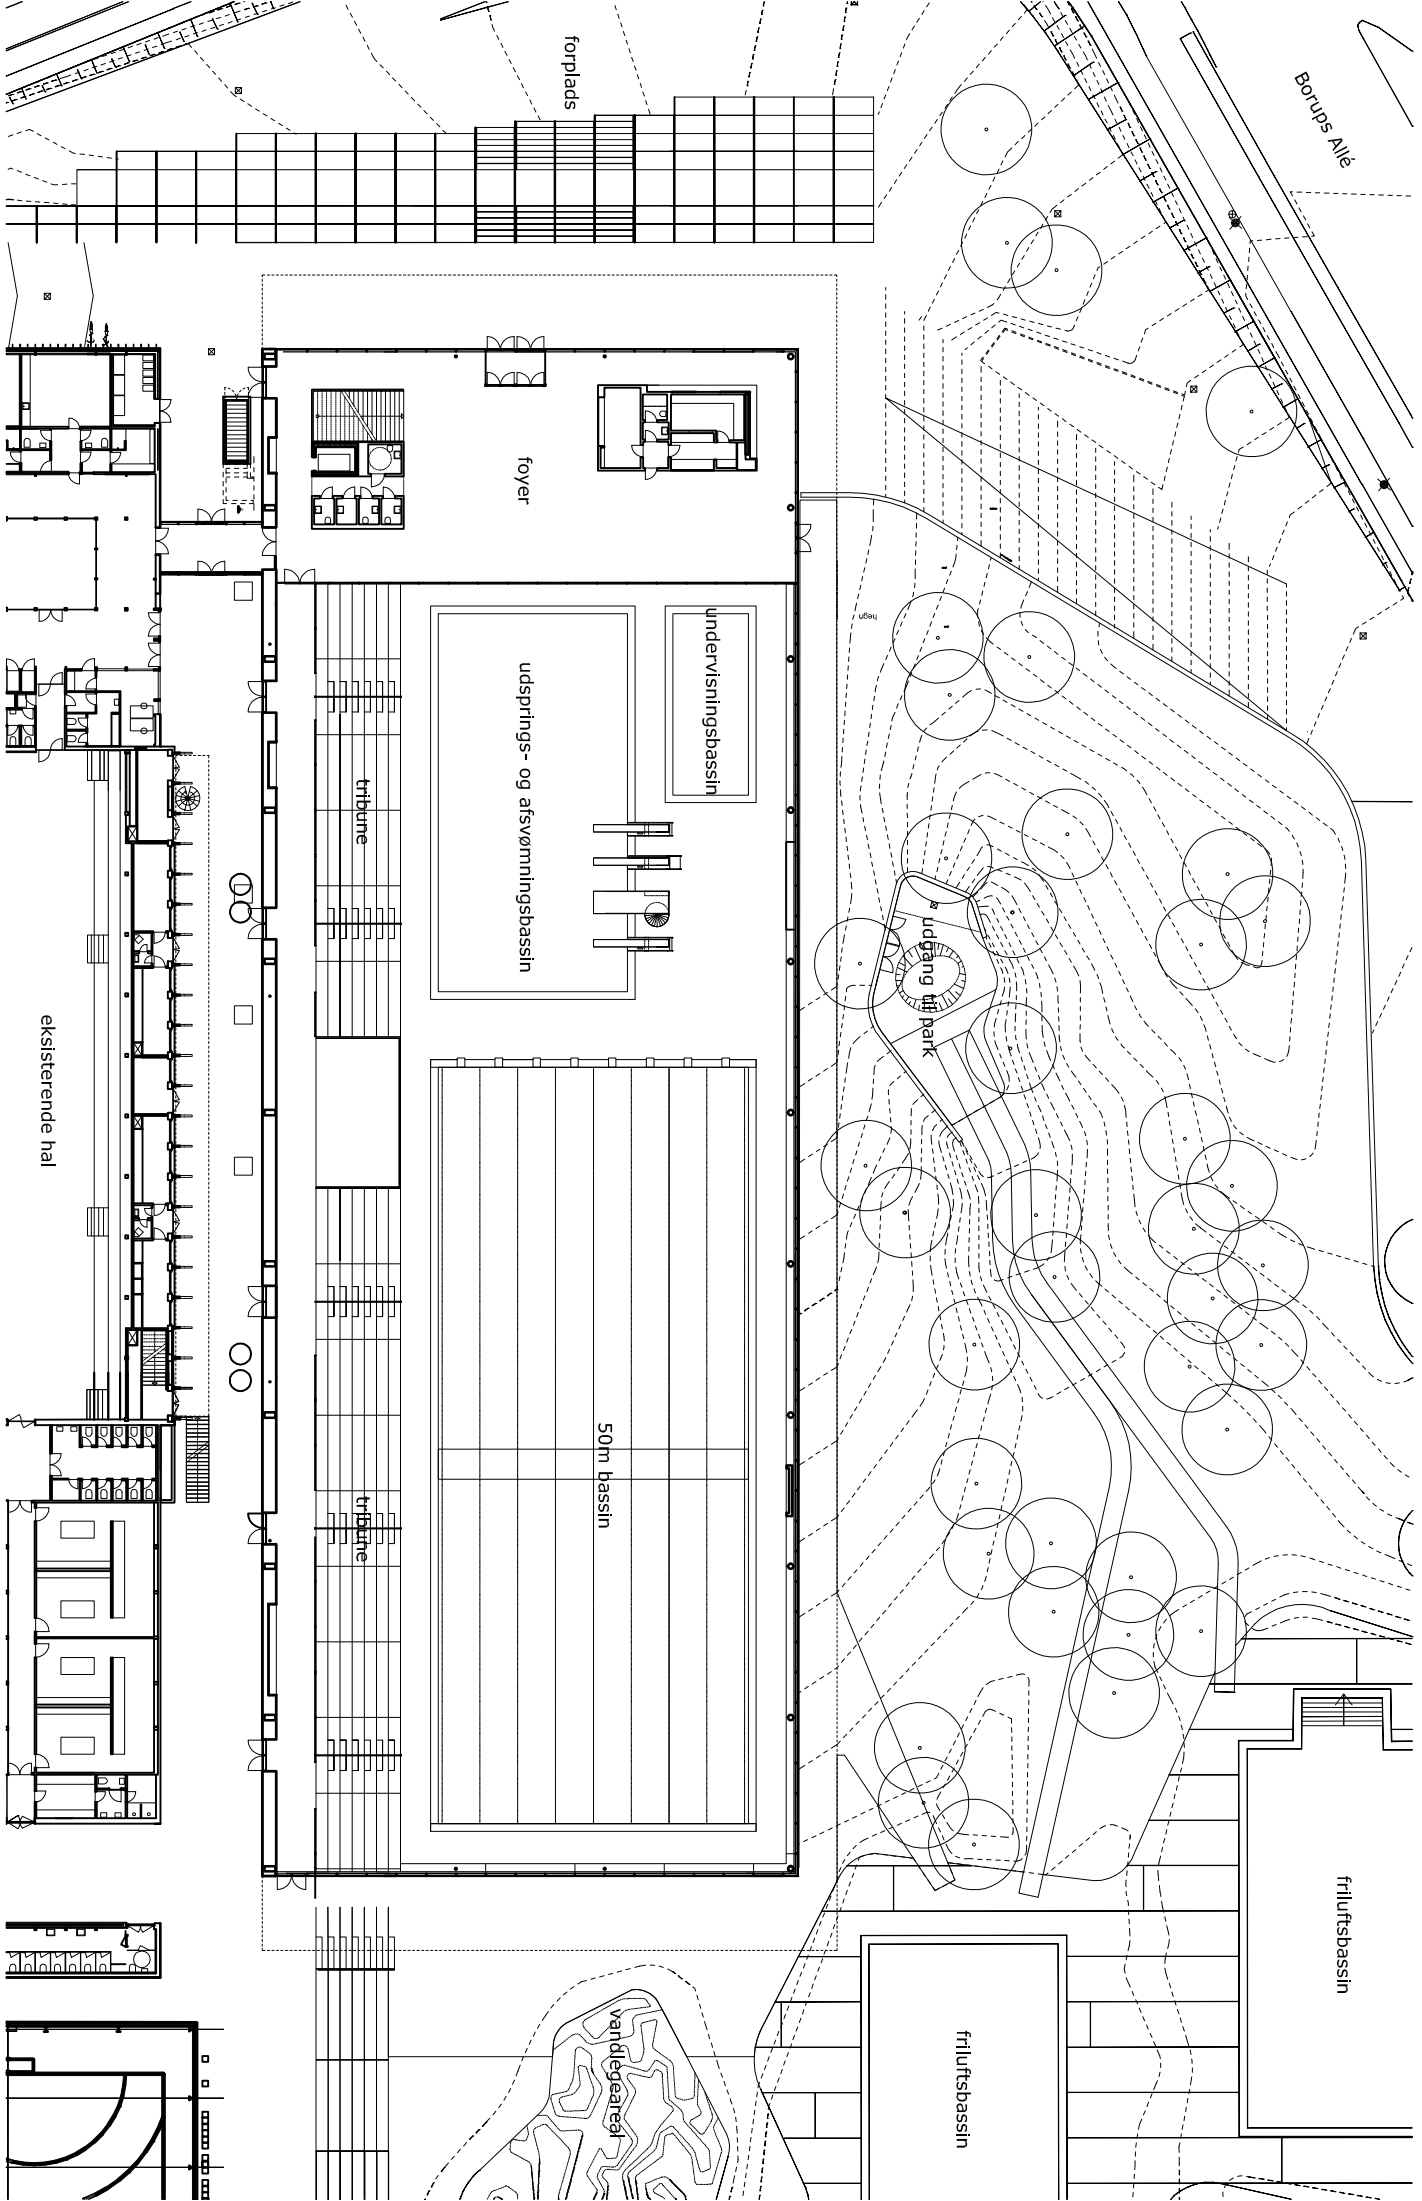 forplads
Borups Allé
foyer
hegn
undervisningsbassin
udsprings- og afsvømningsbassin
tribune
udgang til park
eksisterende hal
50m bassin
tribune
friluftsbassin
vandlegeareal
friluftsbassin